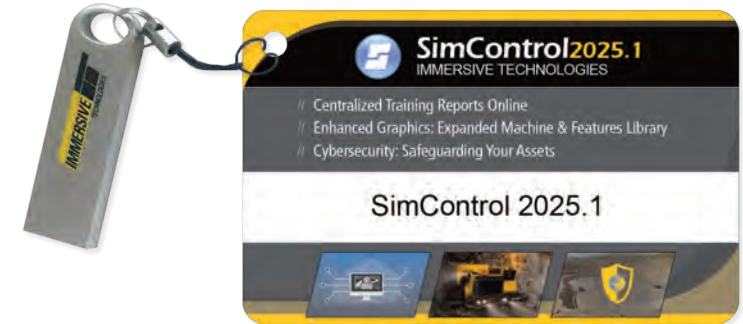 IMMERSIVE
TECHNOLOGIES
SimControl2025.1
IMMERSIVE TECHNOLOGIES
// Centralized Training Reports Online
// Enhanced Graphics: Expanded Machine & Features Library
// Cybersecurity: Safeguarding Your Assets
SimControl 2025.1